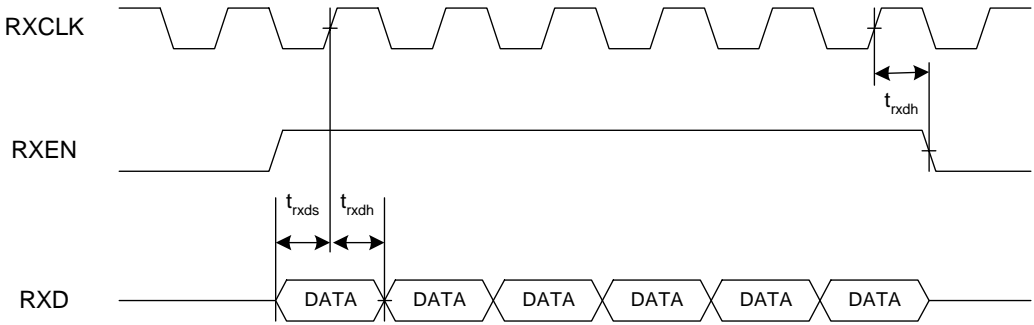 RXCLK
t_rxdh
RXEN
t_rxds t_rxdh
RXD DATA DATA DATA DATA DATA DATA